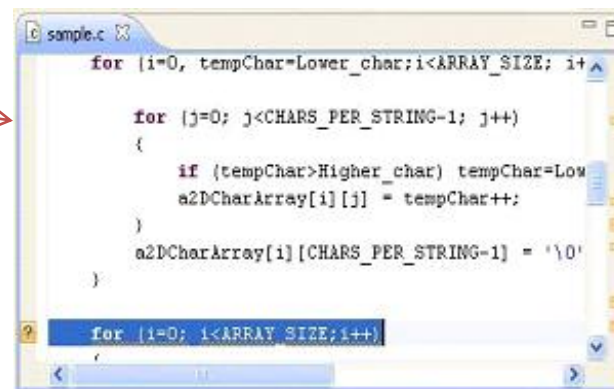 sample.c
for (i=0, tempChar=Lower_char;i<ARRAY_SIZE; i+
for (j=0; j<CHARS_PER_STRING-1; j++)
{
if (tempChar>Higher_char) tempChar=Low
a2DCharArray[i][j] = tempChar++;
}
a2DCharArray[i][CHARS_PER_STRING-1] = '\0'
}
for (i=0; i<ARRAY_SIZE;i++)
{